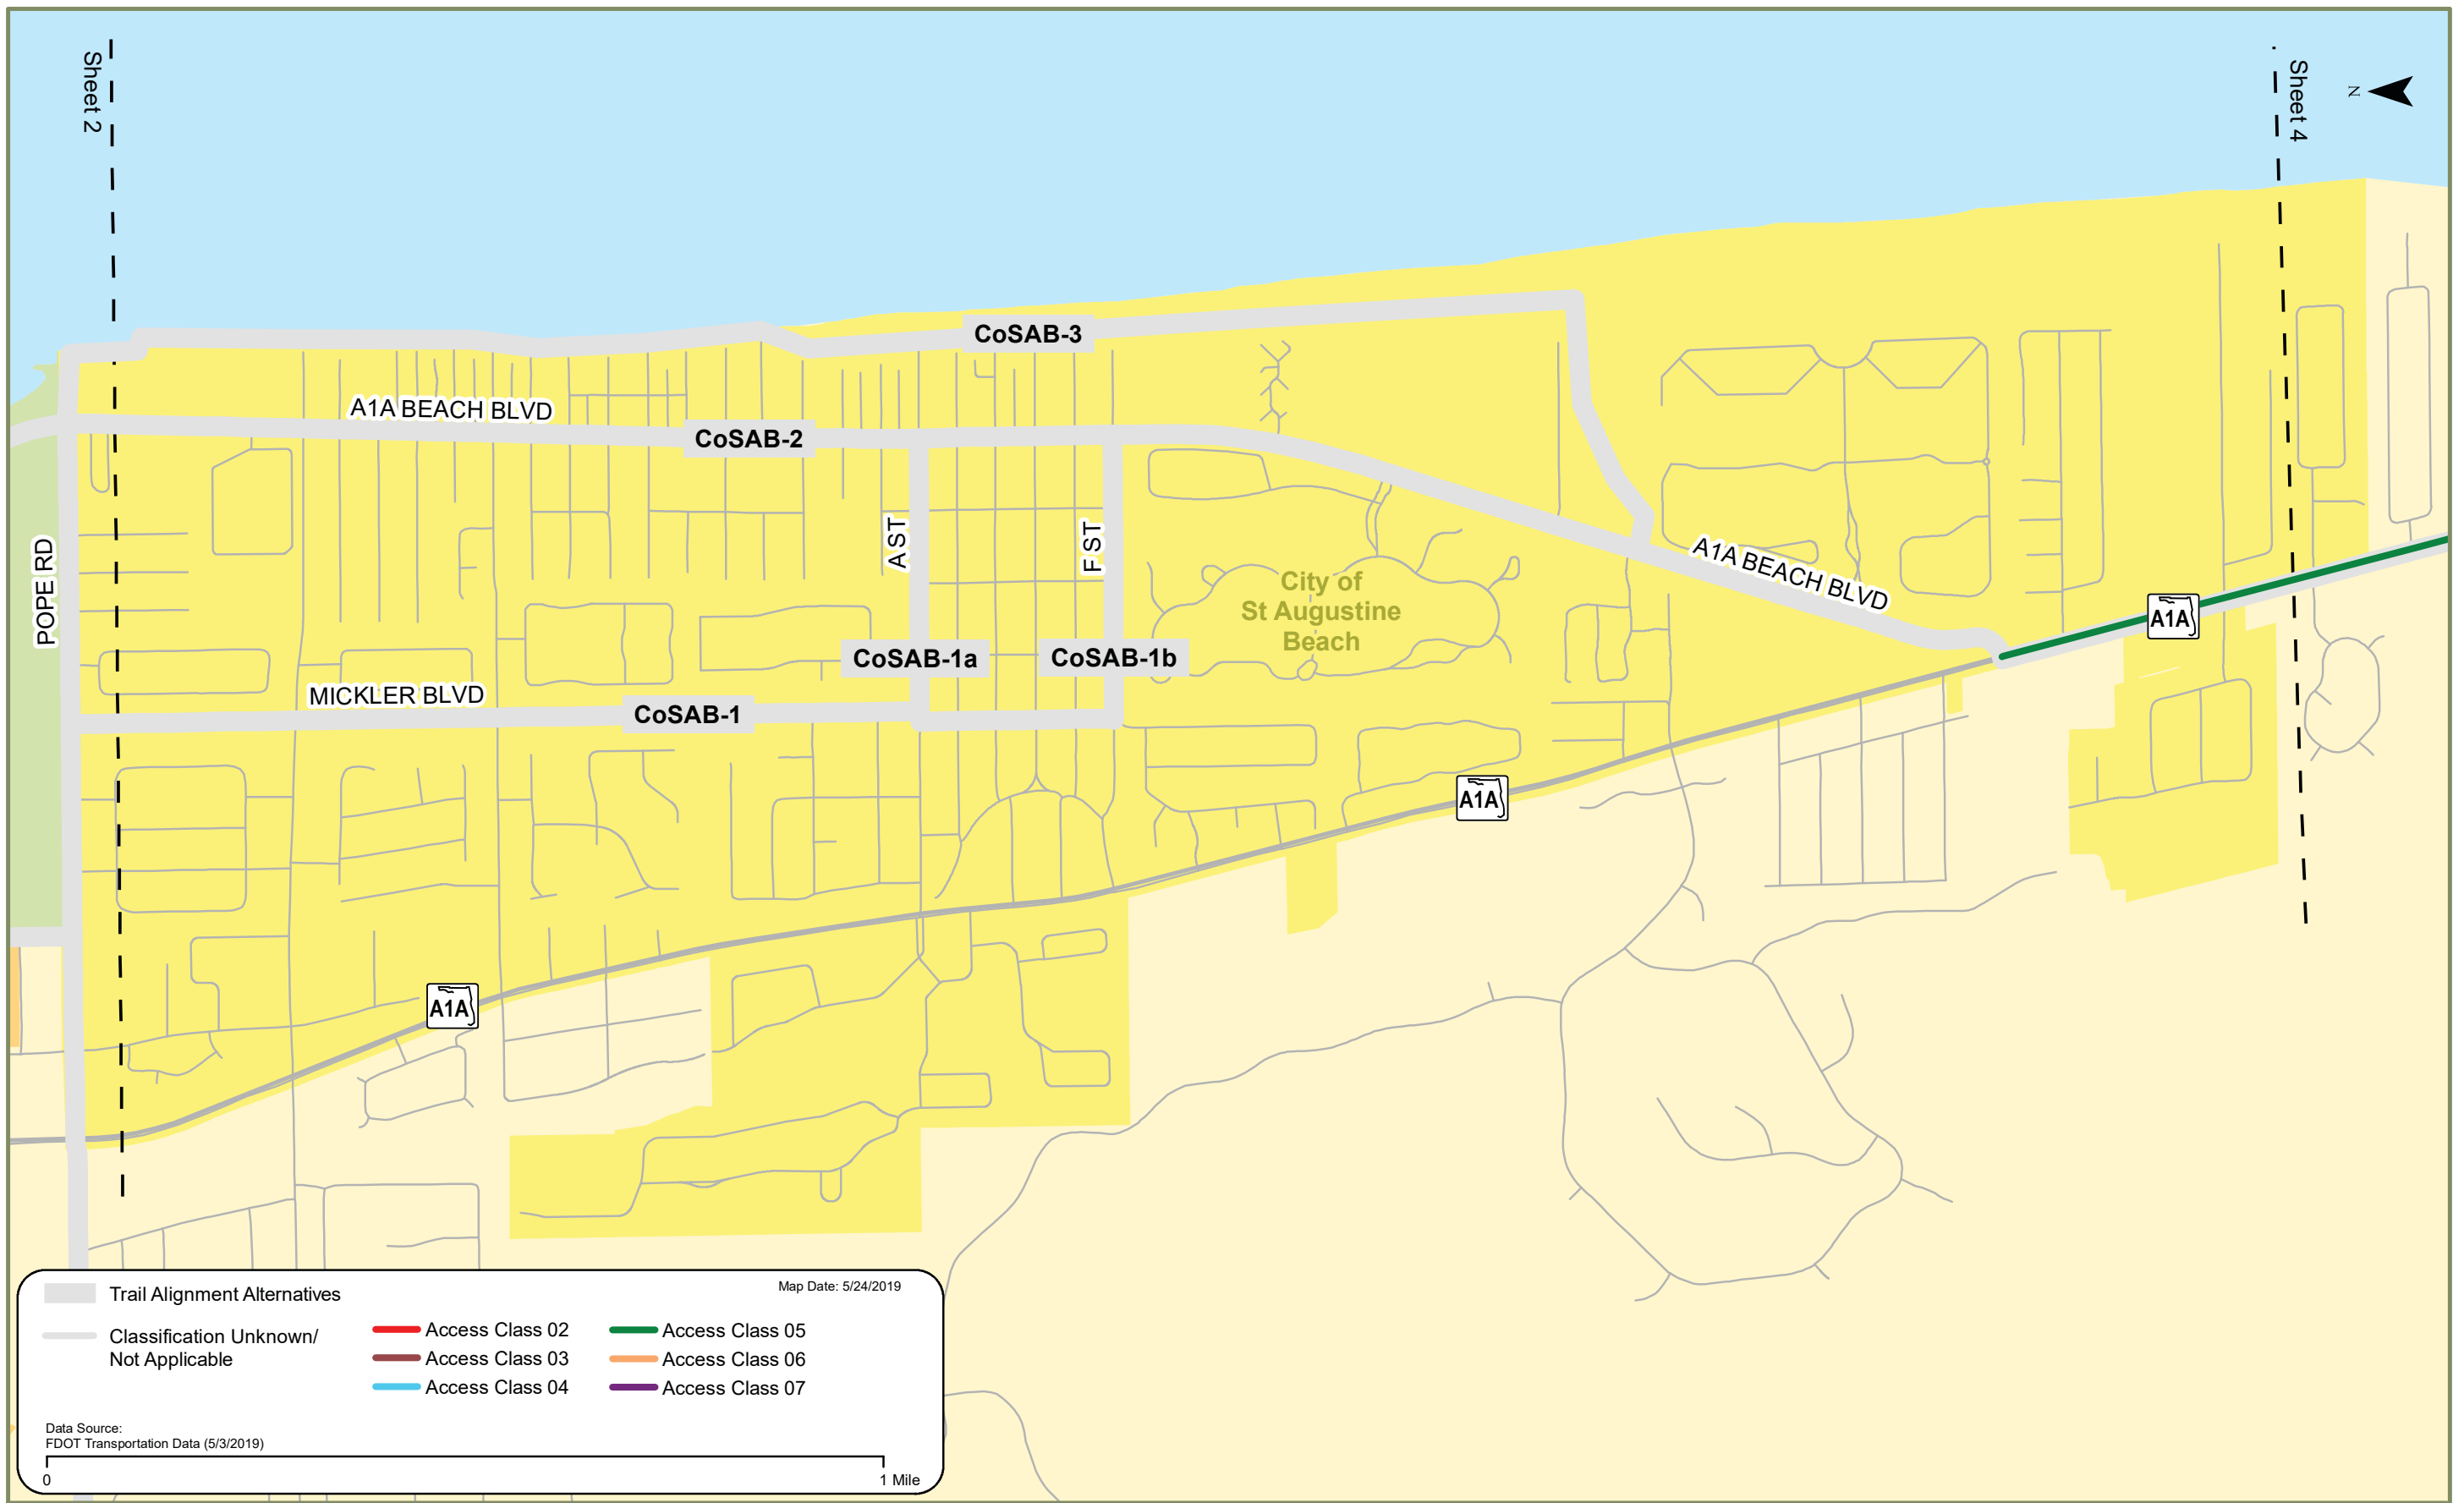 Sheet 2
Sheet 4
N
CoSAB-3
A1A BEACH BLVD
CoSAB-2
POPE RD
A ST
F ST
A1A BEACH BLVD
City of
St Augustine
Beach
A1A
CoSAB-1a
CoSAB-1b
MICKLER BLVD
CoSAB-1
A1A
A1A
Map Date: 5/24/2019
Trail Alignment Alternatives
Classification Unknown/
Not Applicable
Access Class 02
Access Class 03
Access Class 04
Access Class 05
Access Class 06
Access Class 07
Data Source:
FDOT Transportation Data (5/3/2019)
0
1 Mile